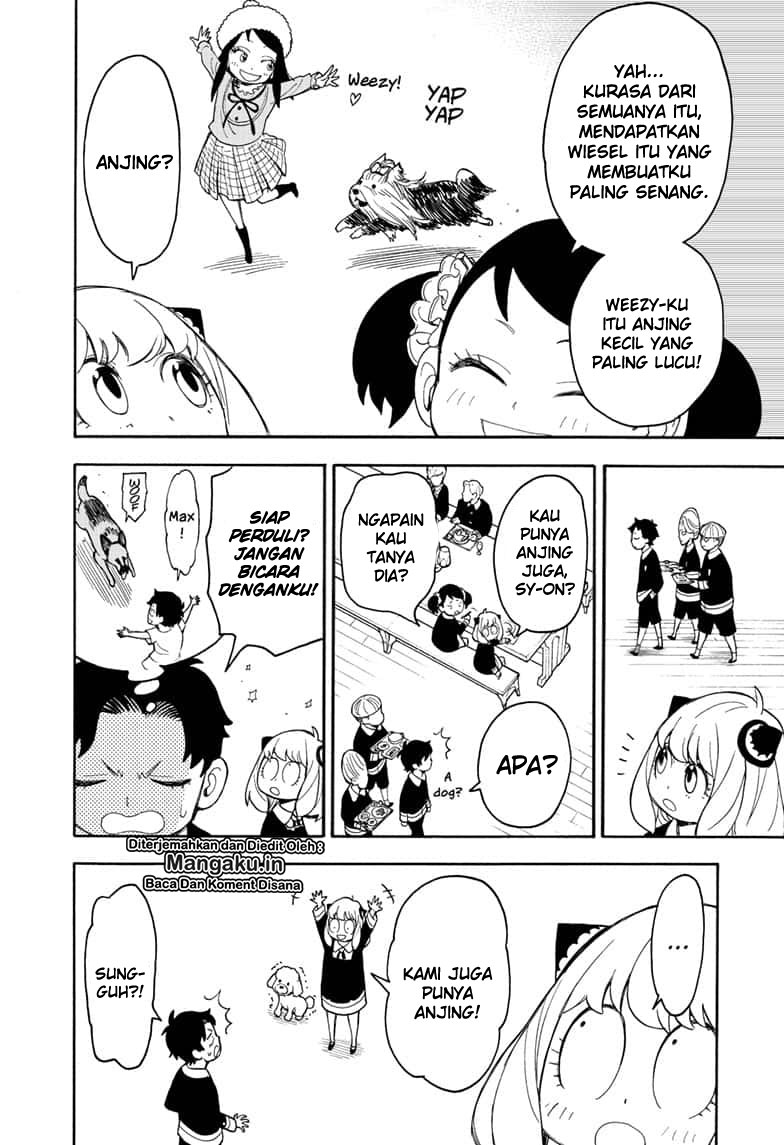 YAH...
KURASA DARI
SEMUANYA ITU,
MENDAPATKAN
WIESEL ITU YANG
MEMBUATKU
PALING SENANG.
WEEZY-KU
ITU ANJING
KECIL YANG
PALING LUCU!
Weezy!
YAP
YAP
ANJING?
KAU
PUNYA
ANJING
JUGA,
SY-ON?
NGAPAIN
KAU
TANYA
DIA?
APA?
A
dog?
SIAP
PERDULI?
JANGAN
BICARA
DENGANKU!
Max
!
WOOF
Diterjemahkan dan Diedit Oleh :
Mangaku.in
Baca Dan Koment Disana
...
KAMI JUGA
PUNYA
ANJING!
SUNG-
GUH?!